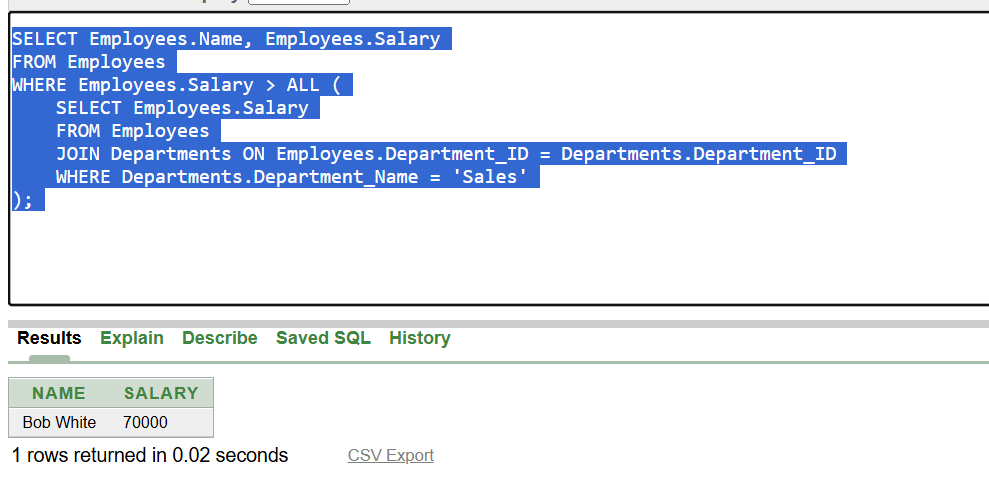 SELECT Employees.Name, Employees.Salary
FROM Employees
WHERE Employees.Salary > ALL (
    SELECT Employees.Salary
    FROM Employees
    JOIN Departments ON Employees.Department_ID = Departments.Department_ID
    WHERE Departments.Department_Name = 'Sales'
);
Results Explain Describe Saved SQL History
NAME SALARY
Bob White 70000
1 rows returned in 0.02 seconds CSV Export